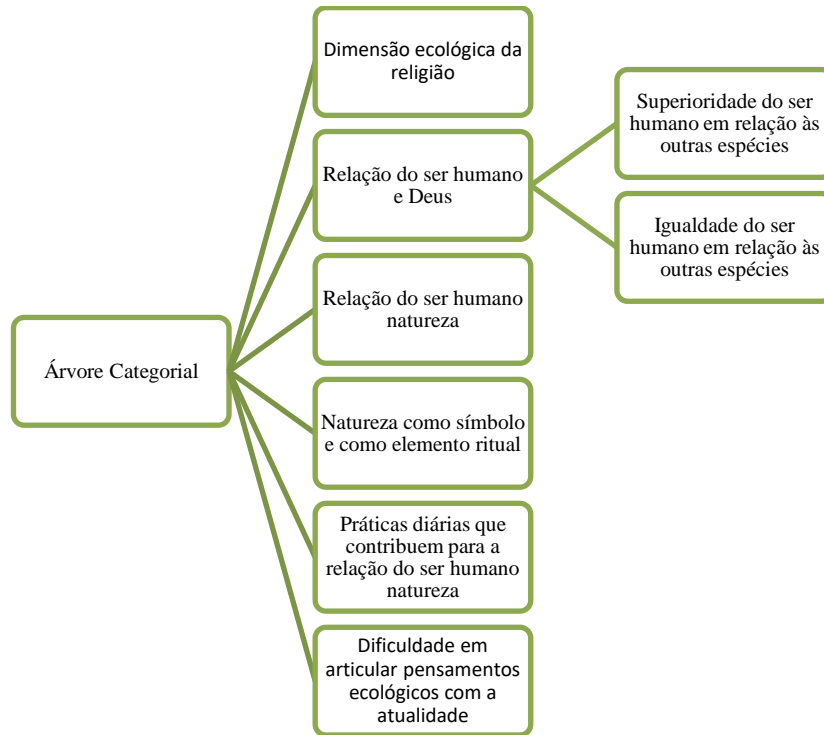 Dimensão ecológica da
religião
Relação do ser humano
e Deus
Superioridade do ser
humano em relação às
outras espécies
Igualdade do ser
humano em relação às
outras espécies
Relação do ser humano
natureza
Árvore Categorial
Natureza como símbolo
e como elemento ritual
Práticas diárias que
contribuem para a
relação do ser humano
natureza
Dificuldade em
articular pensamentos
ecológicos com a
atualidade